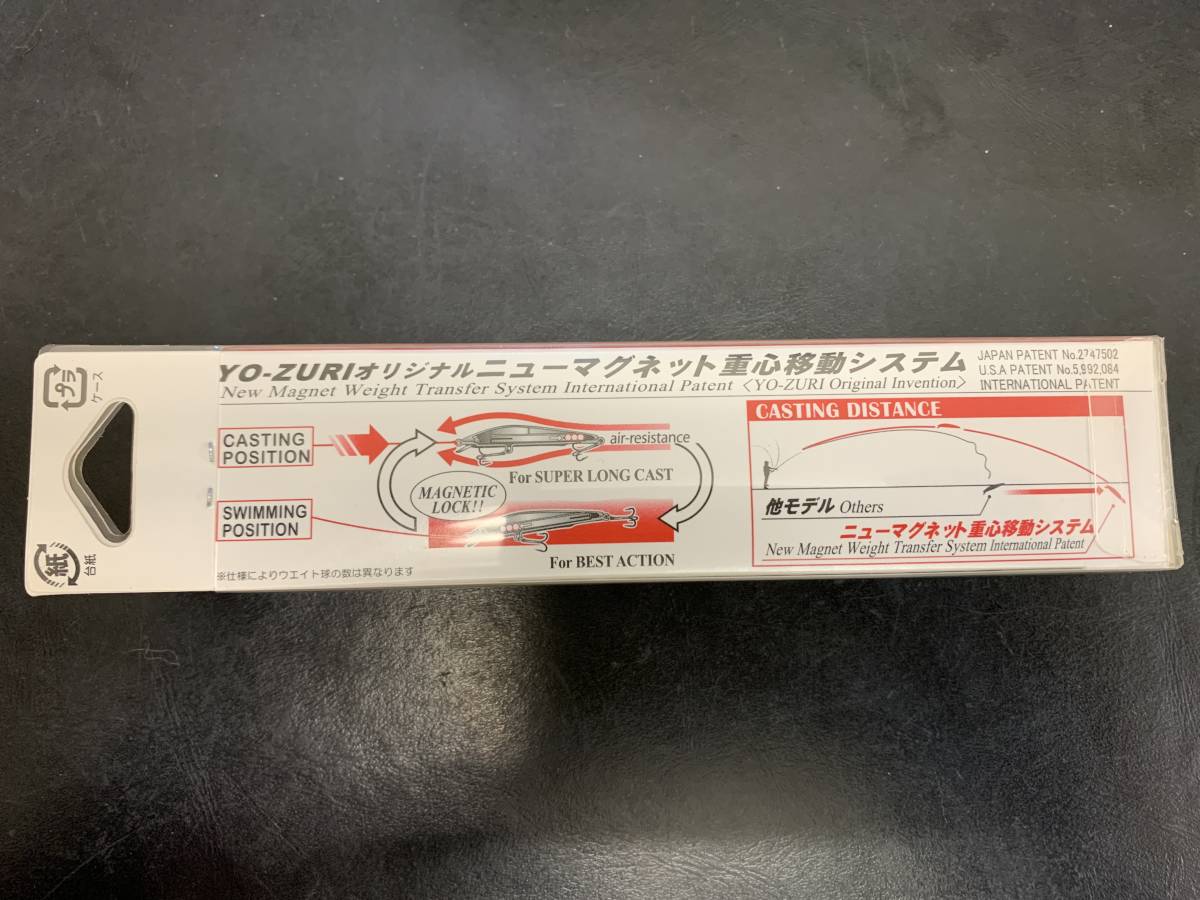 プラ
ケース
紙
台紙
YO-ZURIオリジナルニューマグネット重心移動システム
New Magnet Weight Transfer System International Patent 〈YO-ZURI Original Invention〉
JAPAN PATENT No.2747502
U.S.A PATENT No.5,992,084
INTERNATIONAL PATENT
CASTING
POSITION
air-resistance
For SUPER LONG CAST
MAGNETIC
LOCK!!
SWIMMING
POSITION
For BEST ACTION
※仕様によりウエイト球の数は異なります
CASTING DISTANCE
他モデル Others
ニューマグネット重心移動システム
New Magnet Weight Transfer System International Patent